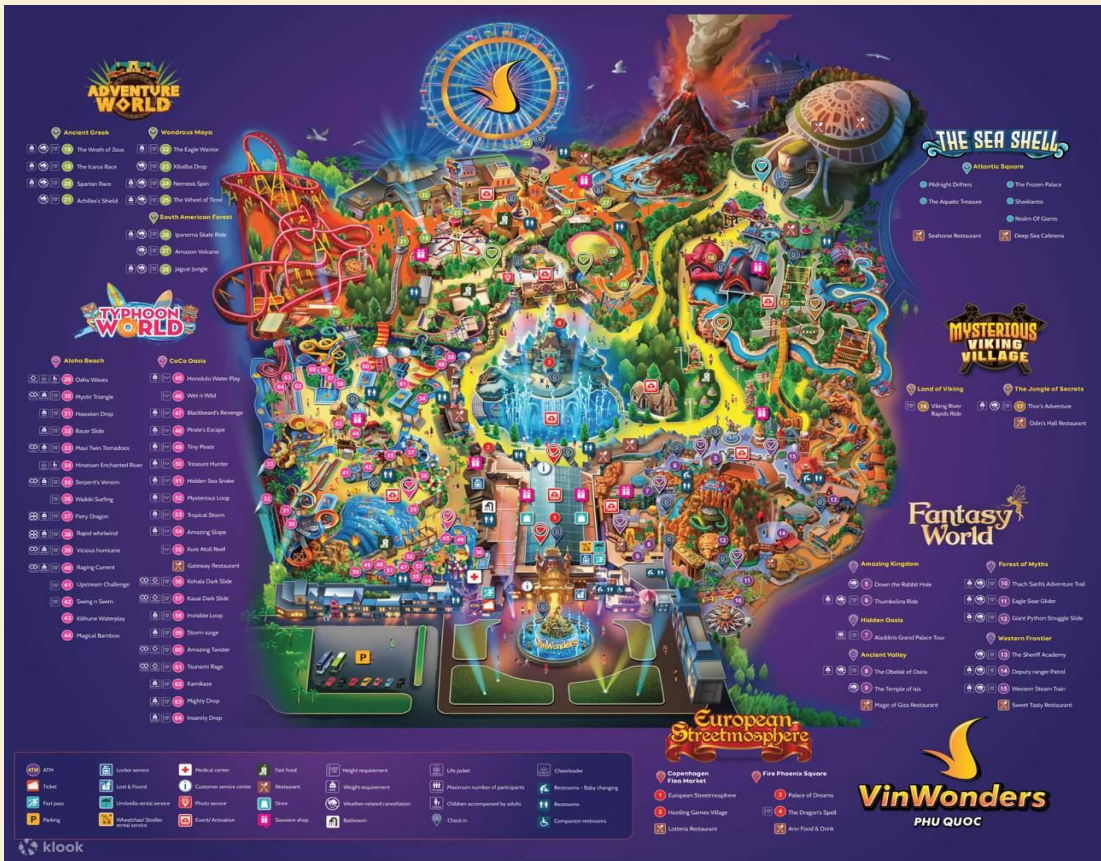 ADVENTURE
WORLD
Ancient Greek
18 The Wrath of Zeus
19 The Icarus Race
20 Spartan Race
21 Achilles's Shield
Wondrous Maya
22 The Eagle Warrior
23 Xibalba Drop
24 Nemesis Spin
25 The Wheel of Time
South American Forest
26 Ipanema Skate Ride
27 Amazon Volcano
28 Jaguar Jungle
TYPHOON
WORLD
Aloha Beach
29 Oahu Waves
30 Mystic Triangle
31 Hawaiian Drop
32 Racer Slide
33 Maui Twin Tornadoes
34 Hinatuan Enchanted River
35 Serpent's Venom
36 Waikiki Surfing
37 Fiery Dragon
38 Rapid whirlwind
39 Vicious hurricane
40 Raging Current
41 Upstream Challenge
42 Swing n Swim
43 Kilihune Waterplay
44 Magical Bamboo
CoCo Oasis
45 Honolulu Water Play
46 Wet n Wild
47 Blackbeard's Revenge
48 Pirate's Escape
49 Tiny Pirate
50 Treasure Hunter
51 Hidden Sea Snake
52 Mysterious Loop
53 Tropical Storm
54 Amazing Slope
55 Kure Atoll Reef
Gateway Restaurant
56 Kohala Dark Slide
57 Kauai Dark Slide
58 Invisible Loop
59 Storm surge
60 Amazing Twister
61 Tsunami Rage
62 Kamikaze
63 Mighty Drop
64 Insanity Drop
THE SEA SHELL
Atlantic Square
Midnight Drifters
The Aquatic Treasure
Seahorse Restaurant
The Frozen Palace
Sharklantis
Realm Of Giants
Deep Sea Cafeteria
MYSTERIOUS
VIKING
VILLAGE
Land of Viking
16 Viking River
Rapids Ride
The Jungle of Secrets
17 Thor's Adventure
Odin's Hall Restaurant
Fantasy
World
Amazing Kingdom
5 Down the Rabbit Hole
6 Thumbelina Ride
Hidden Oasis
7 Aladdin's Grand Palace Tour
Ancient Valley
8 The Obelisk of Osiris
9 The Temple of Isis
Magic of Giza Restaurant
Forest of Myths
10 Thach Sanh's Adventure Trail
11 Eagle Soar Glider
12 Giant Python Struggle Slide
Western Frontier
13 The Sheriff Academy
14 Deputy ranger Patrol
15 Western Steam Train
Sweet Tasty Restaurant
VinWonders
European
Streetmosphere
Copenhagen
Flea Market
1 European Streetmosphere
2 Hustling Games Village
Lotteria Restaurant
Fire Phoenix Square
3 Palace of Dreams
4 The Dragon's Spell
Ann Food & Drink
VinWonders
PHU QUOC
ATM ATM
Ticket
Fast pass
P Parking
Locker service
Lost & Found
Umbrella rental service
Wheelchair/ Stroller
rental service
Medical center
Customer service center
Photo service
Event/ Activation
Fast food
Restaurant
Store
Souvenir shop
Height requirement
Weight requirement
Weather-related cancellation
Ballroom
Life jacket
Maximum number of participants
Children accompanied by adults
Check in
Cheerleader
Restrooms - Baby changing
Restrooms
Companion restrooms
klook